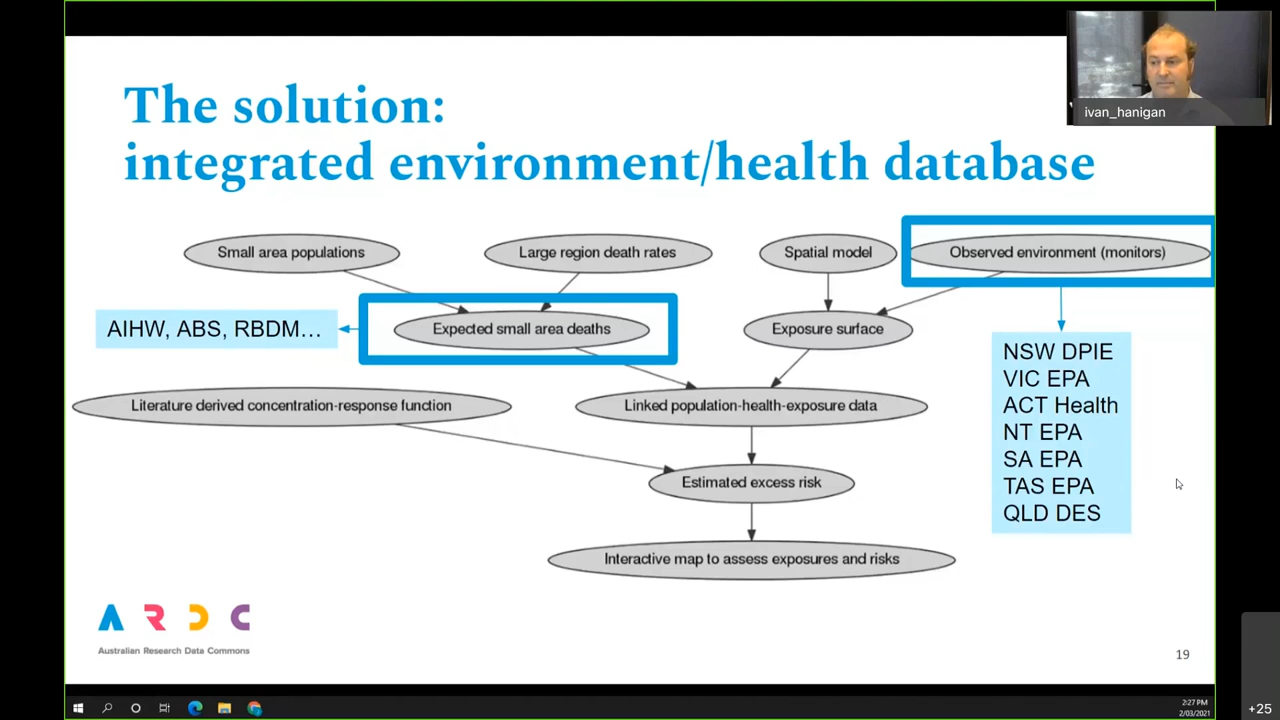 The solution:
integrated environment/health database
ivan_hanigan
Small area populations
Large region death rates
Spatial model
Observed environment (monitors)
AIHW, ABS, RBDM...
Expected small area deaths
Exposure surface
NSW DPIE
VIC EPA
ACT Health
NT EPA
SA EPA
TAS EPA
QLD DES
Literature derived concentration-response function
Linked population-health-exposure data
Estimated excess risk
Interactive map to assess exposures and risks
A R D C
Australian Research Data Commons
19
2:27 PM
2/03/2021
+25